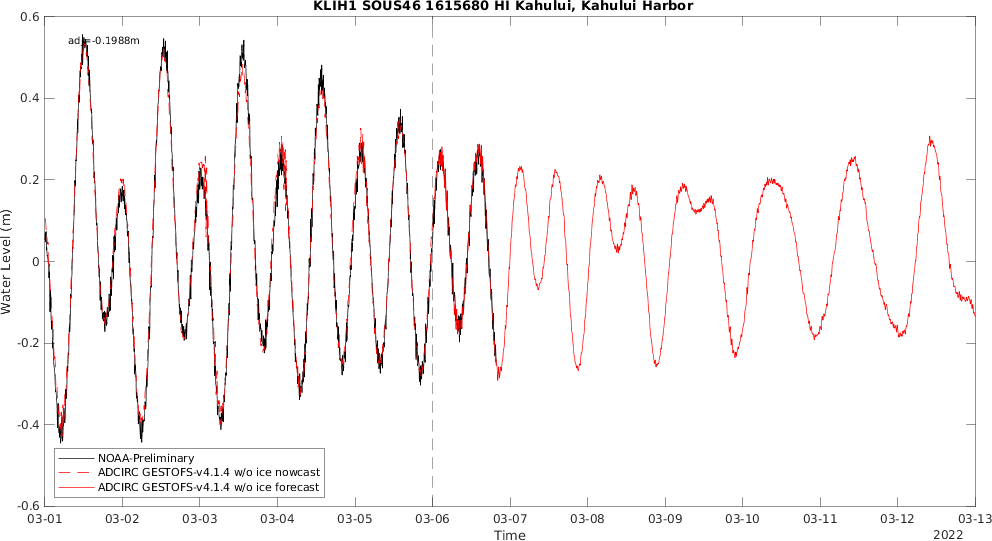 KLIH1 SOUS46 1615680 HI Kahului, Kahului Harbor
0.6
adj=-0.1988m
0.4
0.2
0
-0.2
-0.4
-0.6
Water Level (m)
NOAA-Preliminary
ADCIRC GESTOFS-v4.1.4 w/o ice nowcast
ADCIRC GESTOFS-v4.1.4 w/o ice forecast
03-01 03-02 03-03 03-04 03-05 03-06 03-07 03-08 03-09 03-10 03-11 03-12 03-13
Time
2022